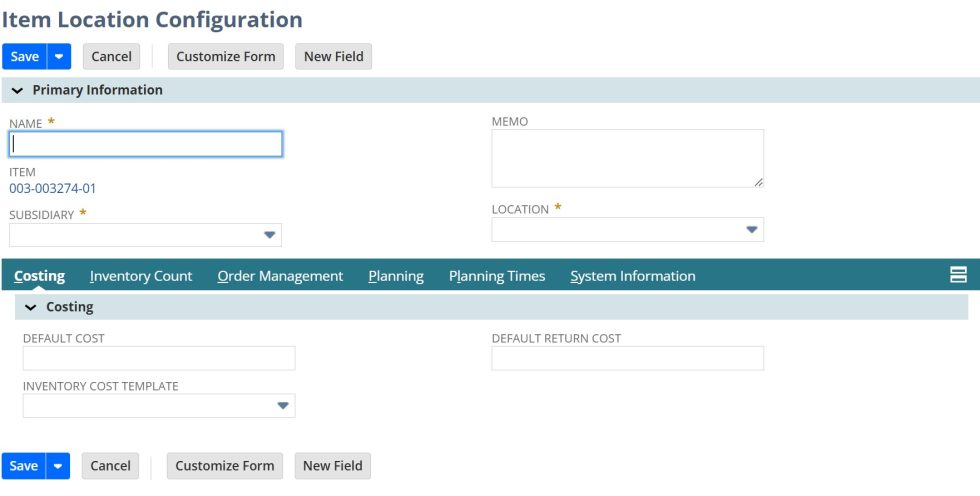 Item Location Configuration
Save Cancel Customize Form New Field
Primary Information
NAME *
ITEM
003-003274-01
SUBSIDIARY *
MEMO
LOCATION *
Costing Inventory Count Order Management Planning Planning Times System Information
Costing
DEFAULT COST
INVENTORY COST TEMPLATE
DEFAULT RETURN COST
Save Cancel Customize Form New Field